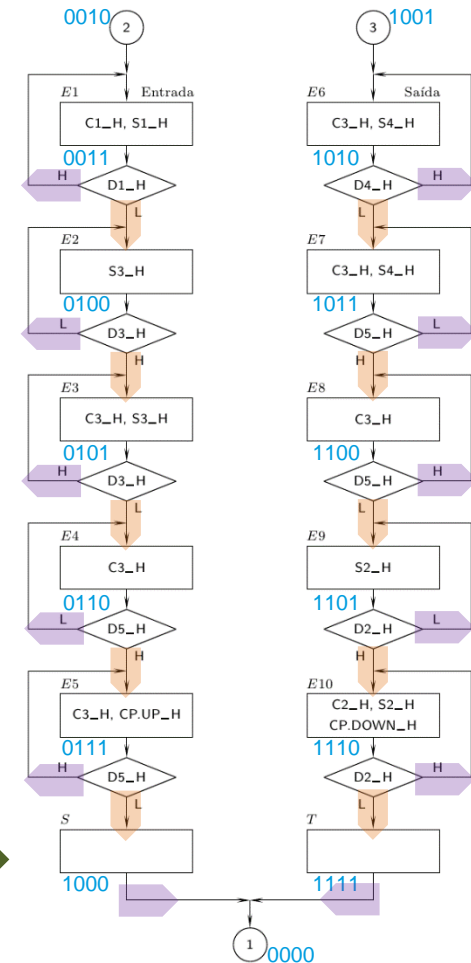 0010
2
E1 Entrada
C1_H, S1_H
0011
H
D1_H
L
E2
S3_H
0100
L
D3_H
H
E3
C3_H, S3_H
0101
H
D3_H
L
E4
C3_H
0110
L
D5_H
H
E5
C3_H, CP.UP_H
0111
H
D5_H
L
S
1000
3
1001
E6 Saída
C3_H, S4_H
1010
D4_H
H
L
E7
C3_H, S4_H
1011
D5_H
L
H
E8
C3_H
1100
D5_H
H
L
E9
S2_H
1101
D2_H
L
H
E10
C2_H, S2_H
CP.DOWN_H
1110
D2_H
H
L
T
1111
1
0000